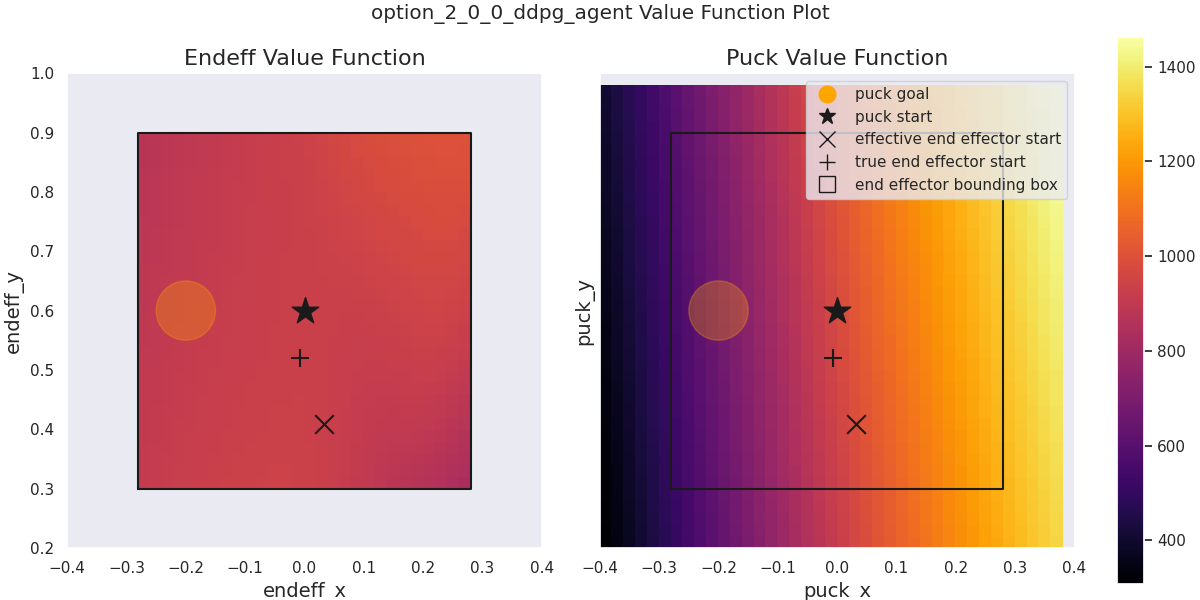 option_2_0_0_ddpg_agent Value Function Plot
Endeff Value Function
1.0
0.9
0.8
0.7
0.6
0.5
0.4
0.3
0.2
endeff_y
−0.4
−0.3
−0.2
−0.1
0.0
0.1
0.2
0.3
0.4
endeff_x
Puck Value Function
puck goal
puck start
effective end effector start
true end effector start
end effector bounding box
puck_y
−0.4
−0.3
−0.2
−0.1
0.0
0.1
0.2
0.3
0.4
puck_x
1400
1200
1000
800
600
400